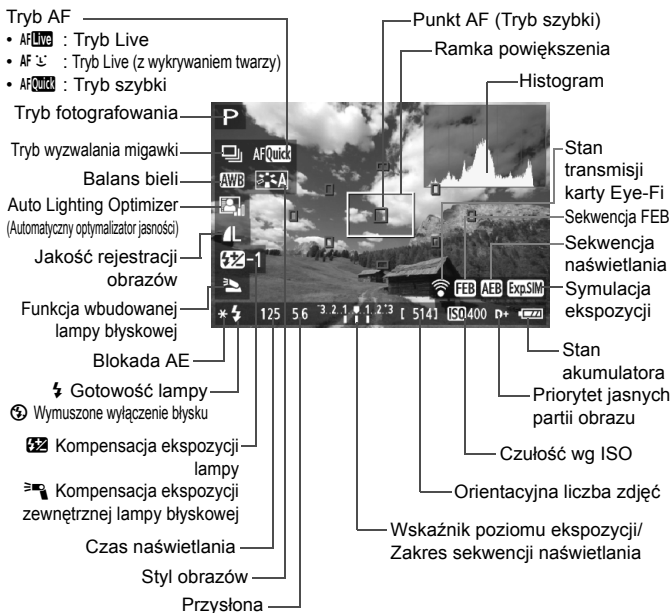 Tryb AF
• AF Live : Tryb Live
• AF : Tryb Live (z wykrywaniem twarzy)
• AF Quick : Tryb szybki
Tryb fotografowania
Tryb wyzwalania migawki
Balans bieli
Auto Lighting Optimizer
(Automatyczny optymalizator jasności)
Jakość rejestracji
obrazów
Funkcja wbudowanej
lampy błyskowej
Blokada AE
Gotowość lampy
Wymuszone wyłączenie błysku
Kompensacja ekspozycji
lampy
Kompensacja ekspozycji
zewnętrznej lampy błyskowej
Czas naświetlania
Styl obrazów
Przysłona
Punkt AF (Tryb szybki)
Ramka powiększenia
Histogram
Stan
transmisji
karty Eye-Fi
Sekwencja FEB
Sekwencja
naświetlania
Symulacja
ekspozycji
Stan
akumulatora
Priorytet jasnych
partii obrazu
Czułość wg ISO
Orientacyjna liczba zdjęć
Wskaźnik poziomu ekspozycji/
Zakres sekwencji naświetlania
P
AF Quick
AWB A
L
-1
FEB AEB Exp.SIM
* 125 5.6 -3..2..1..▼..1..2.:3 [ 514] ISO 400 D+